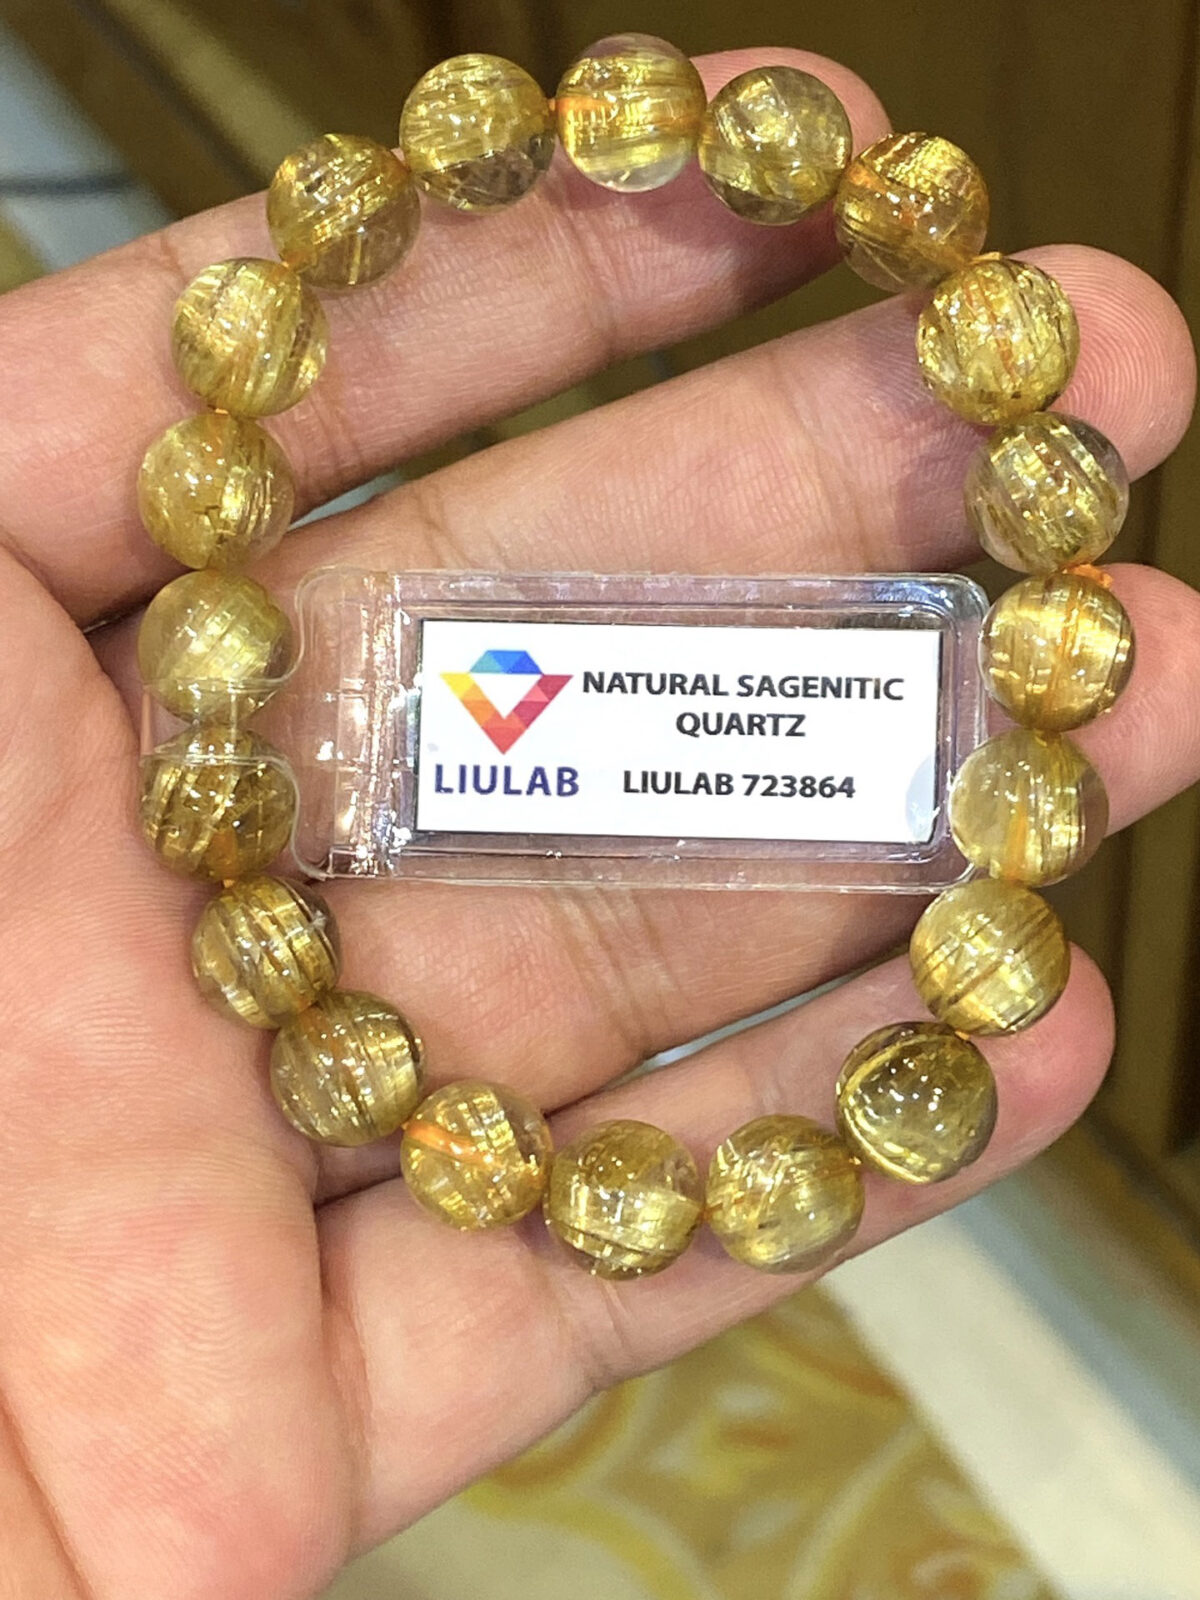 NATURAL SAGENITIC
QUARTZ
LIULAB
LIULAB 723864